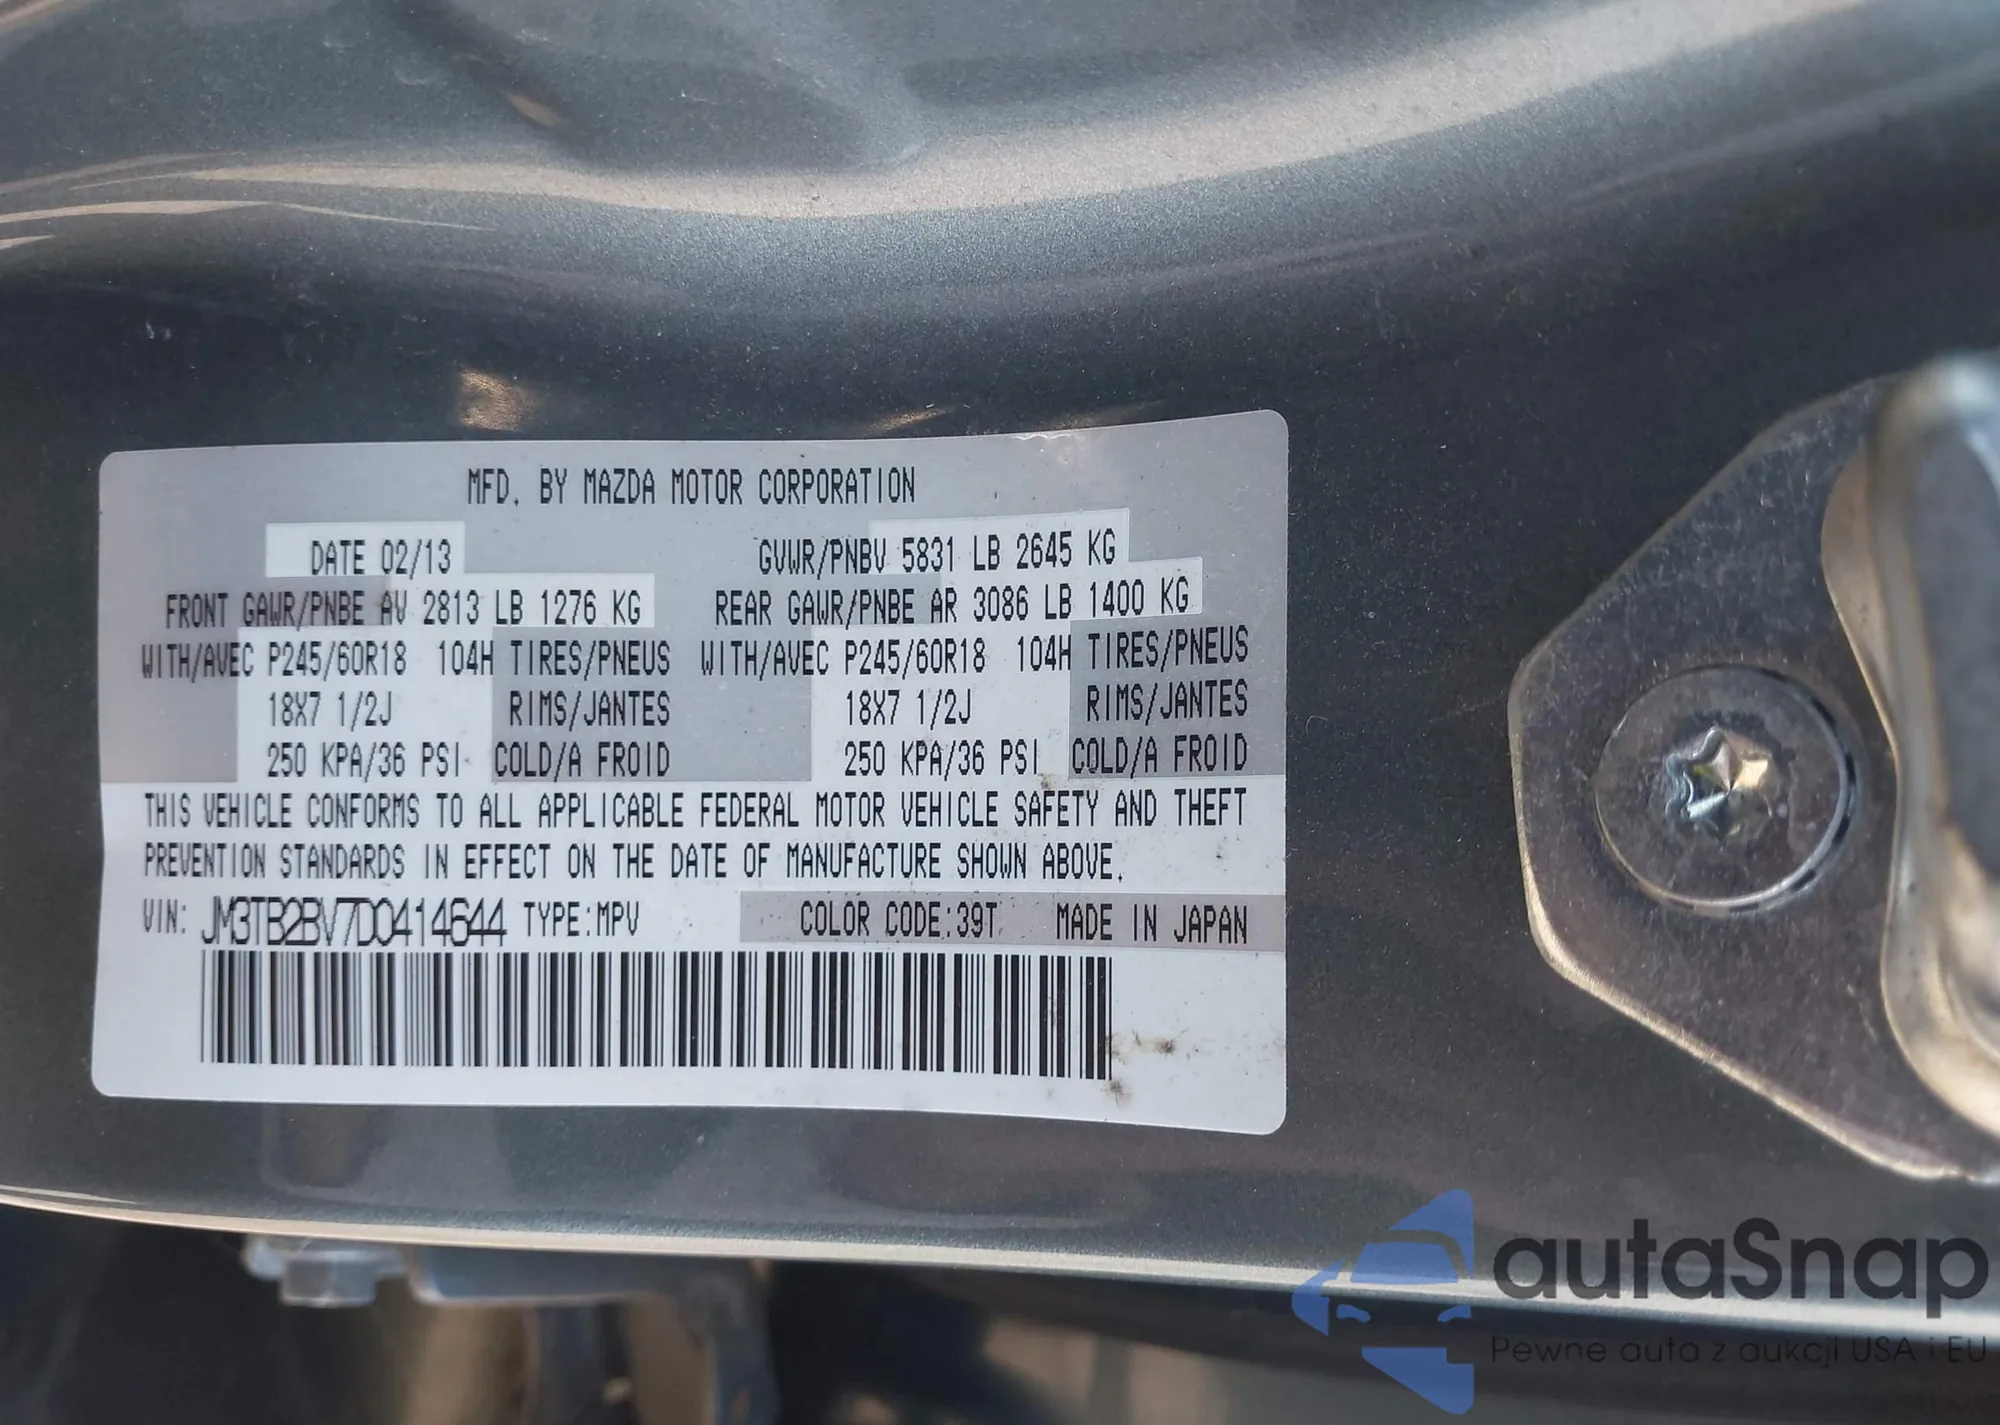 MFD. BY MAZDA MOTOR CORPORATION
DATE 02/13 GVWR/PNBV 5831 LB 2645 KG
FRONT GAWR/PNBE AV 2813 LB 1276 KG REAR GAWR/PNBE AR 3086 LB 1400 KG
WITH/AVEC P245/60R18 104H TIRES/PNEUS WITH/AVEC P245/60R18 104H TIRES/PNEUS
18X7 1/2J RIMS/JANTES 18X7 1/2J RIMS/JANTES
250 KPA/36 PSI COLD/A FROID 250 KPA/36 PSI COLD/A FROID
THIS VEHICLE CONFORMS TO ALL APPLICABLE FEDERAL MOTOR VEHICLE SAFETY AND THEFT
PREVENTION STANDARDS IN EFFECT ON THE DATE OF MANUFACTURE SHOWN ABOVE.
VIN: JM3TB2BV7D0414644 TYPE:MPV COLOR CODE:39T MADE IN JAPAN
autaSnap
Pewne auta z aukcji USA i EU